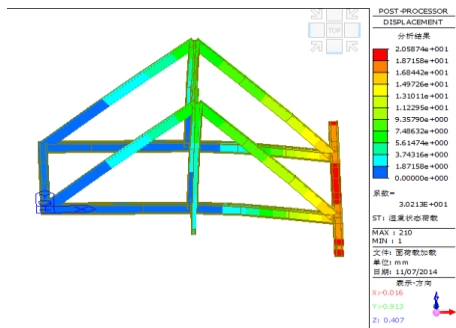 TOP
POST-PROCESSOR
DISPLACEMENT
分析结果
2.05874e+001
1.87158e+001
1.68442e+001
1.49726e+001
1.31011e+001
1.12295e+001
9.35790e+000
7.48632e+000
5.61474e+000
3.74316e+000
1.87158e+000
0.00000e+000
系数=
3.0213E+001
ST: 湿重状态荷载
MAX : 210
MIN : 1
文件: 面荷载加载
单位: mm
日期: 11/07/2014
表示-方向
X:-0.016
Y:-0.913
Z: 0.407